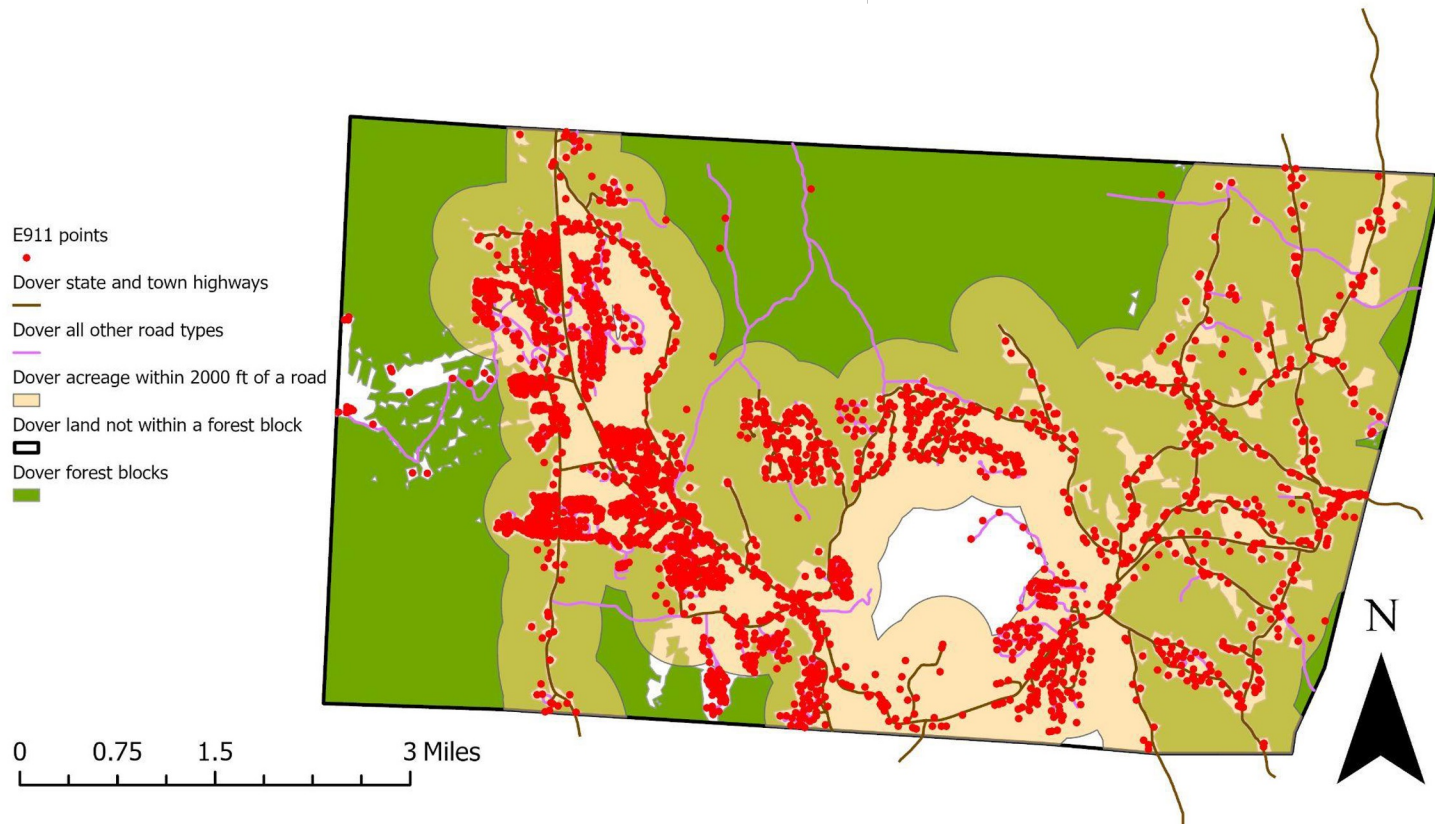 E911 points
Dover state and town highways
Dover all other road types
Dover acreage within 2000 ft of a road
Dover land not within a forest block
Dover forest blocks
0 0.75 1.5 3 Miles
N